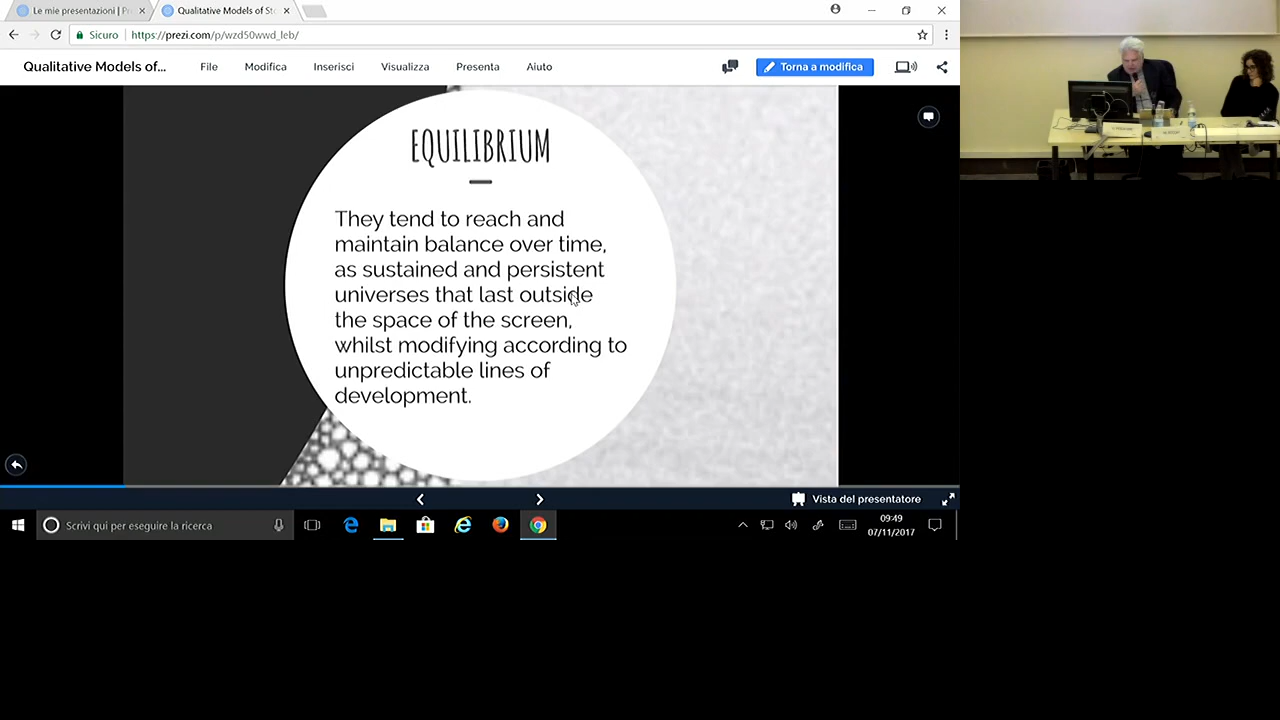 Le mie presentazioni | Pr
Qualitative Models of Sto
Sicuro
https://prezi.com/p/wzd50wwd_leb/
Qualitative Models of...
File
Modifica
Inserisci
Visualizza
Presenta
Aiuto
Torna a modifica
EQUILIBRIUM
They tend to reach and
maintain balance over time,
as sustained and persistent
universes that last outside
the space of the screen,
whilst modifying according to
unpredictable lines of
development.
Vista del presentatore
Scrivi qui per eseguire la ricerca
09:49
07/11/2017